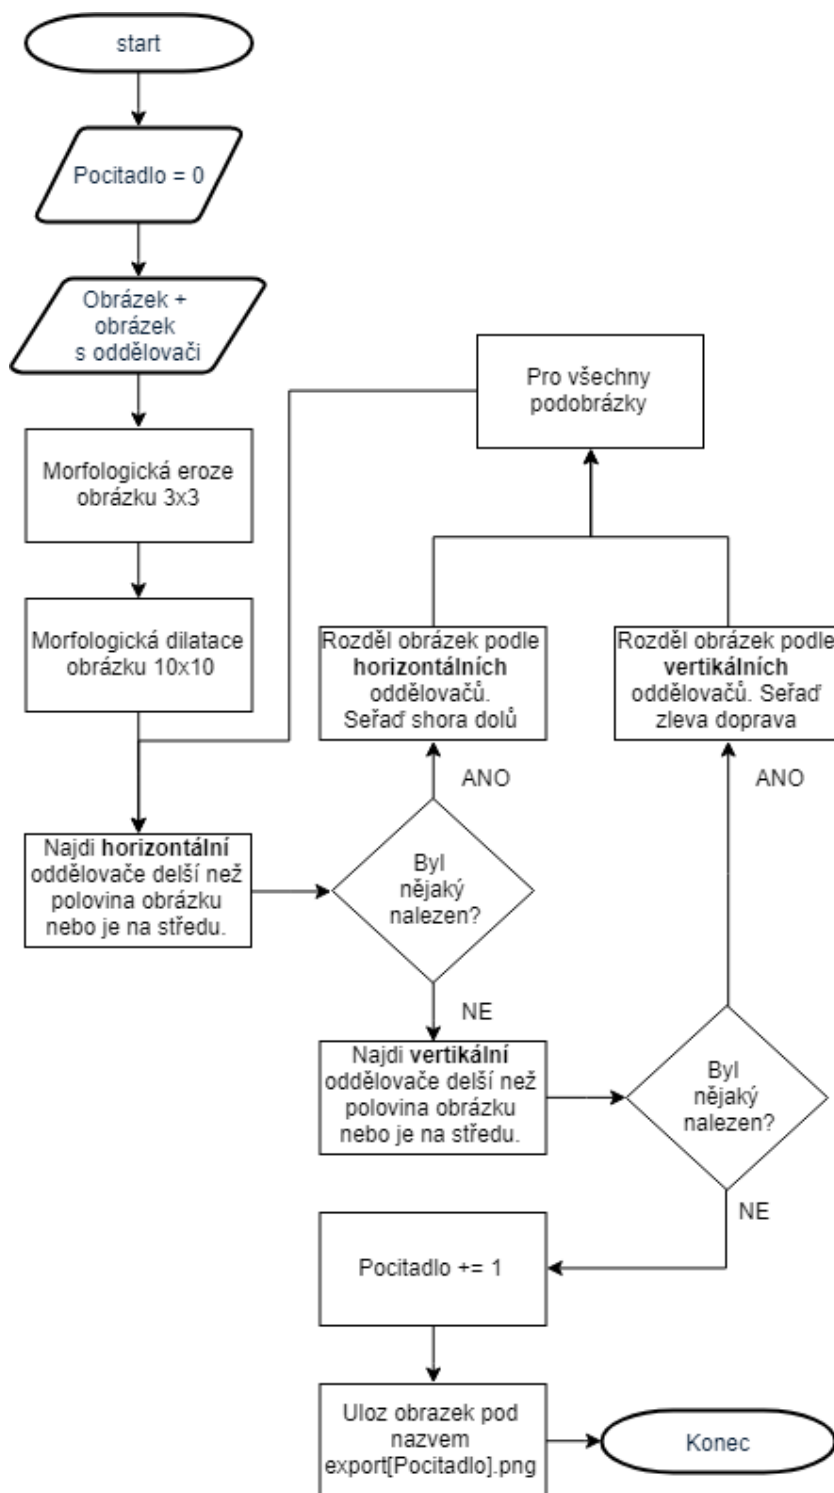 start
Pocitadlo = 0
Obrázek +
obrázek
s oddělovači
Pro všechny
podobrázky
Morfologická eroze
obrázku 3x3
Morfologická dilatace
obrázku 10x10
Rozděl obrázek podle
horizontálních
oddělovačů.
Seřaď shora dolů
Rozděl obrázek podle
vertikálních
oddělovačů. Seřaď
zleva doprava
ANO
ANO
Najdi horizontální
oddělovače delší než
polovina obrázku
nebo je na středu.
Byl
nějaký
nalezen?
NE
Najdi vertikální
oddělovače delší než
polovina obrázku
nebo je na středu.
Byl
nějaký
nalezen?
NE
Pocitadlo += 1
Uloz obrazek pod
nazvem
export[Pocitadlo].png
Konec